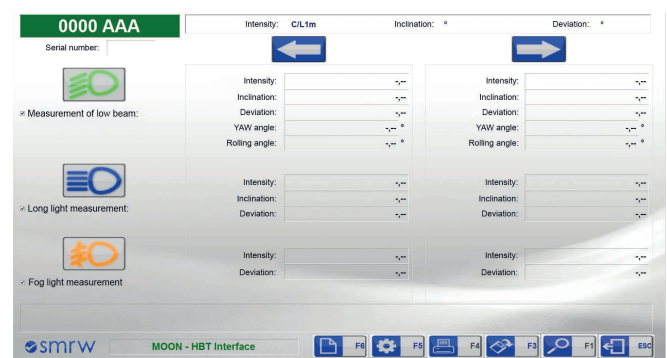 0000 AAA
Intensity: C/L1m Inclination: ° Deviation: °
Serial number:
Intensity: -,-- Intensity: -,--
Inclination: -,-- Inclination: -,--
Measurement of low beam: Deviation: -,-- Deviation: -,--
YAW angle: -,-- ° YAW angle: -,-- °
Rolling angle: -,-- ° Rolling angle: -,-- °
Intensity: -,-- Intensity: -,--
Inclination: -,-- Inclination: -,--
Long light measurement: Deviation: -,-- Deviation: -,--
Intensity: -,-- Intensity: -,--
Deviation: -,-- Deviation: -,--
Fog light measurement
smrw MOON - HBT Interface F6 F5 F4 F3 F1 ESC